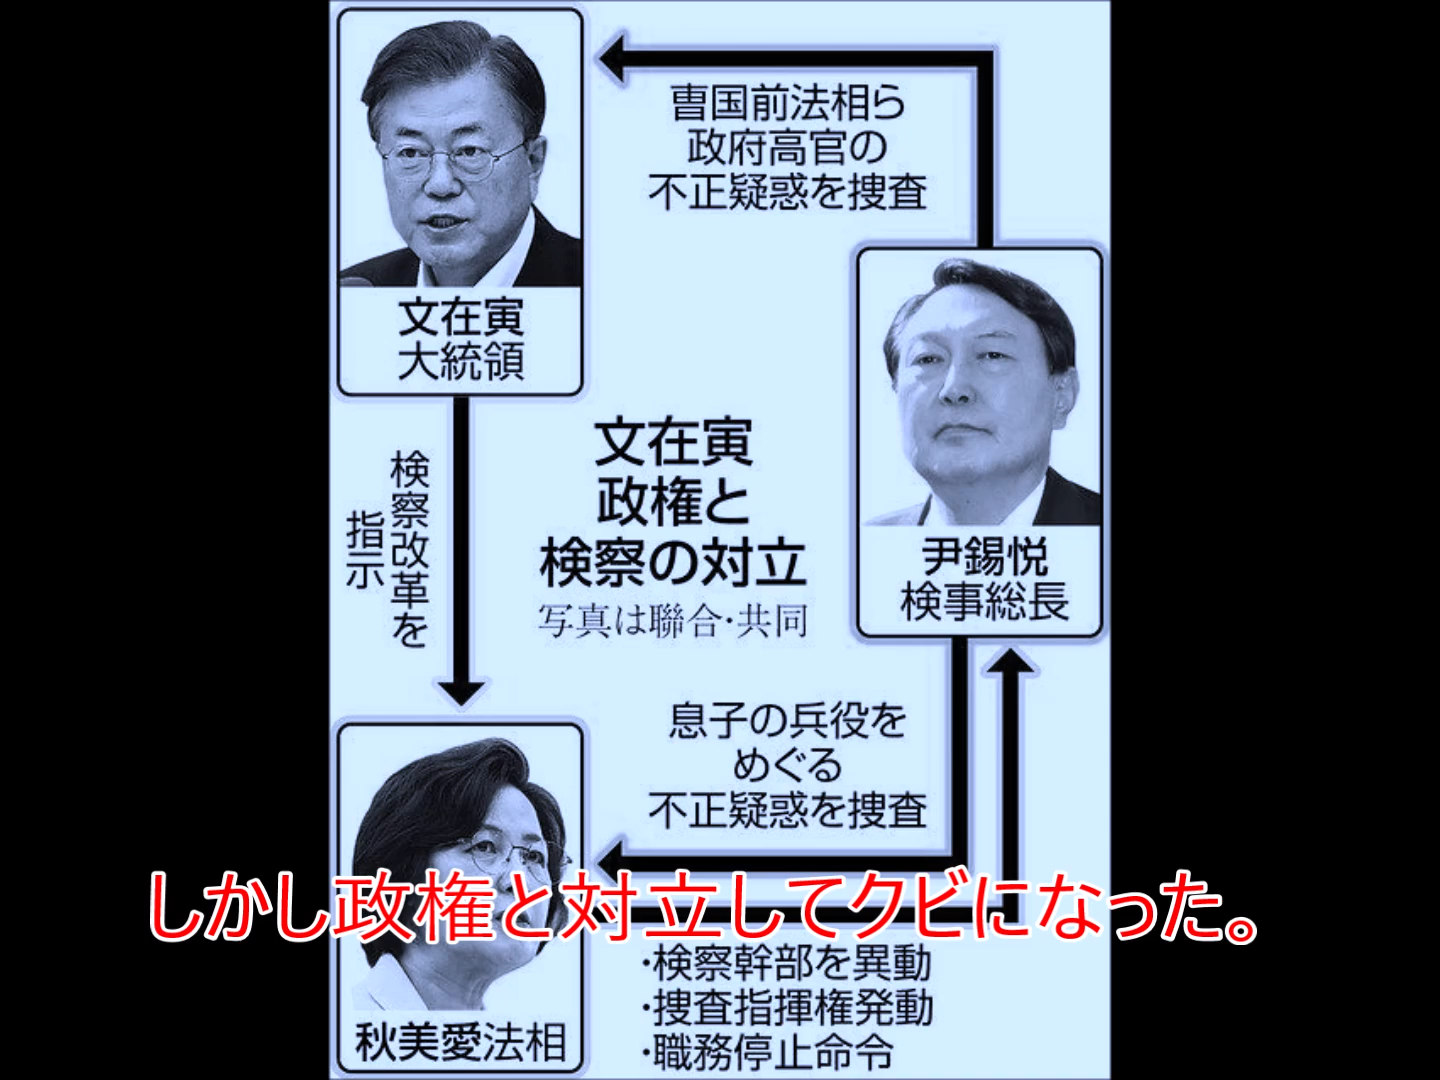 曺国前法相ら
政府高官の
不正疑惑を捜査
文在寅
大統領
検察改革を
指示
文在寅
政権と
検察の対立
写真は聯合・共同
尹錫悦
検事総長
息子の兵役を
めぐる
不正疑惑を捜査
しかし政権と対立してクビになった。
・検察幹部を異動
・捜査指揮権発動
・職務停止命令
秋美愛法相